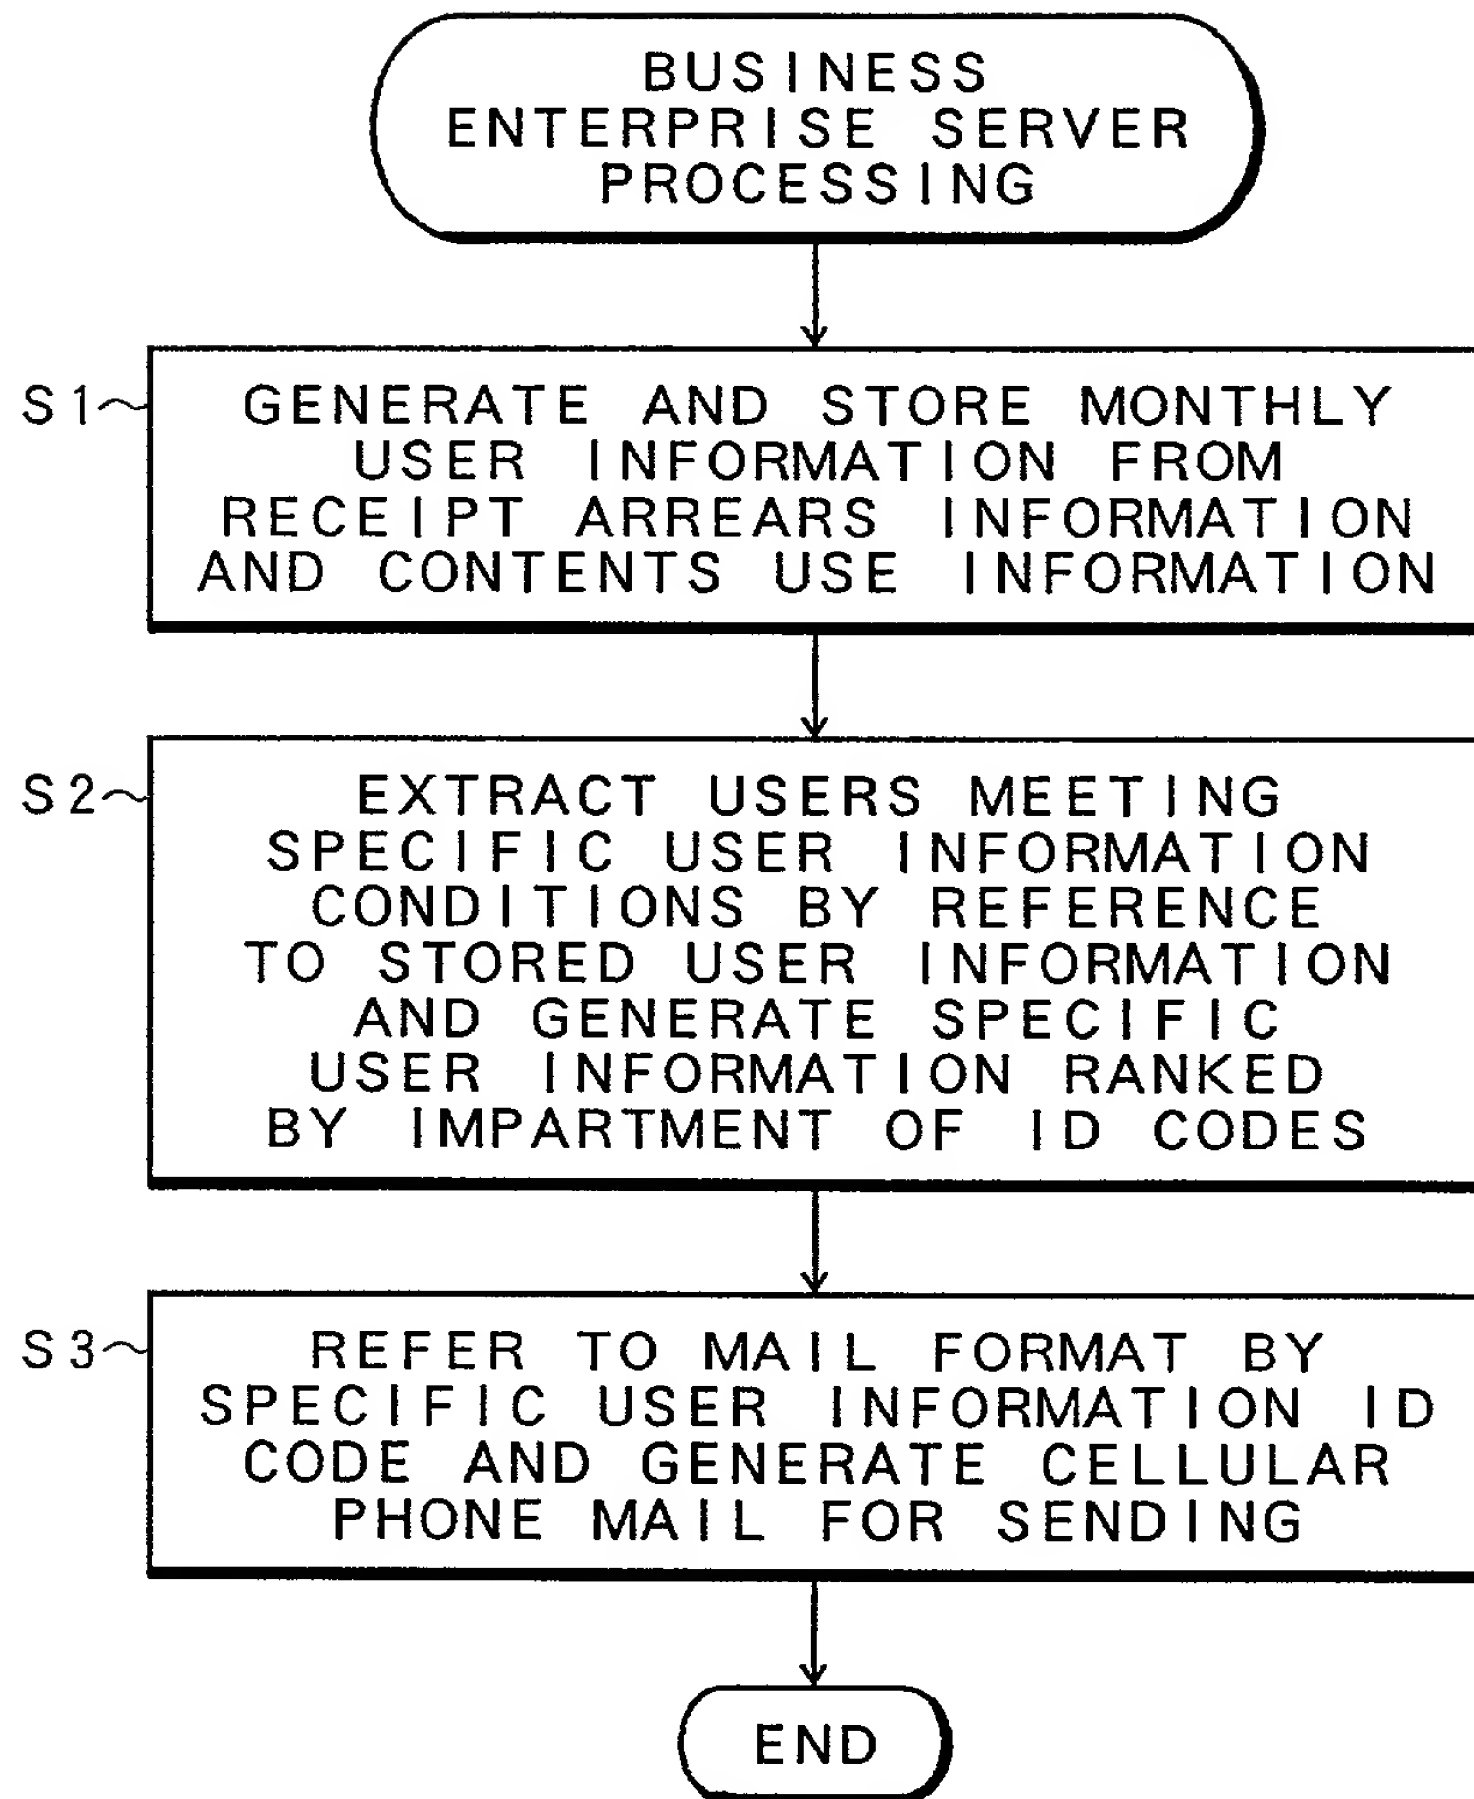 BUSINESS
ENTERPRISE SERVER
PROCESSING
S1
GENERATE AND STORE MONTHLY
USER INFORMATION FROM
RECEIPT ARREARS INFORMATION
AND CONTENTS USE INFORMATION
S2
EXTRACT USERS MEETING
SPECIFIC USER INFORMATION
CONDITIONS BY REFERENCE
TO STORED USER INFORMATION
AND GENERATE SPECIFIC
USER INFORMATION RANKED
BY IMPARTMENT OF ID CODES
S3
REFER TO MAIL FORMAT BY
SPECIFIC USER INFORMATION ID
CODE AND GENERATE CELLULAR
PHONE MAIL FOR SENDING
END